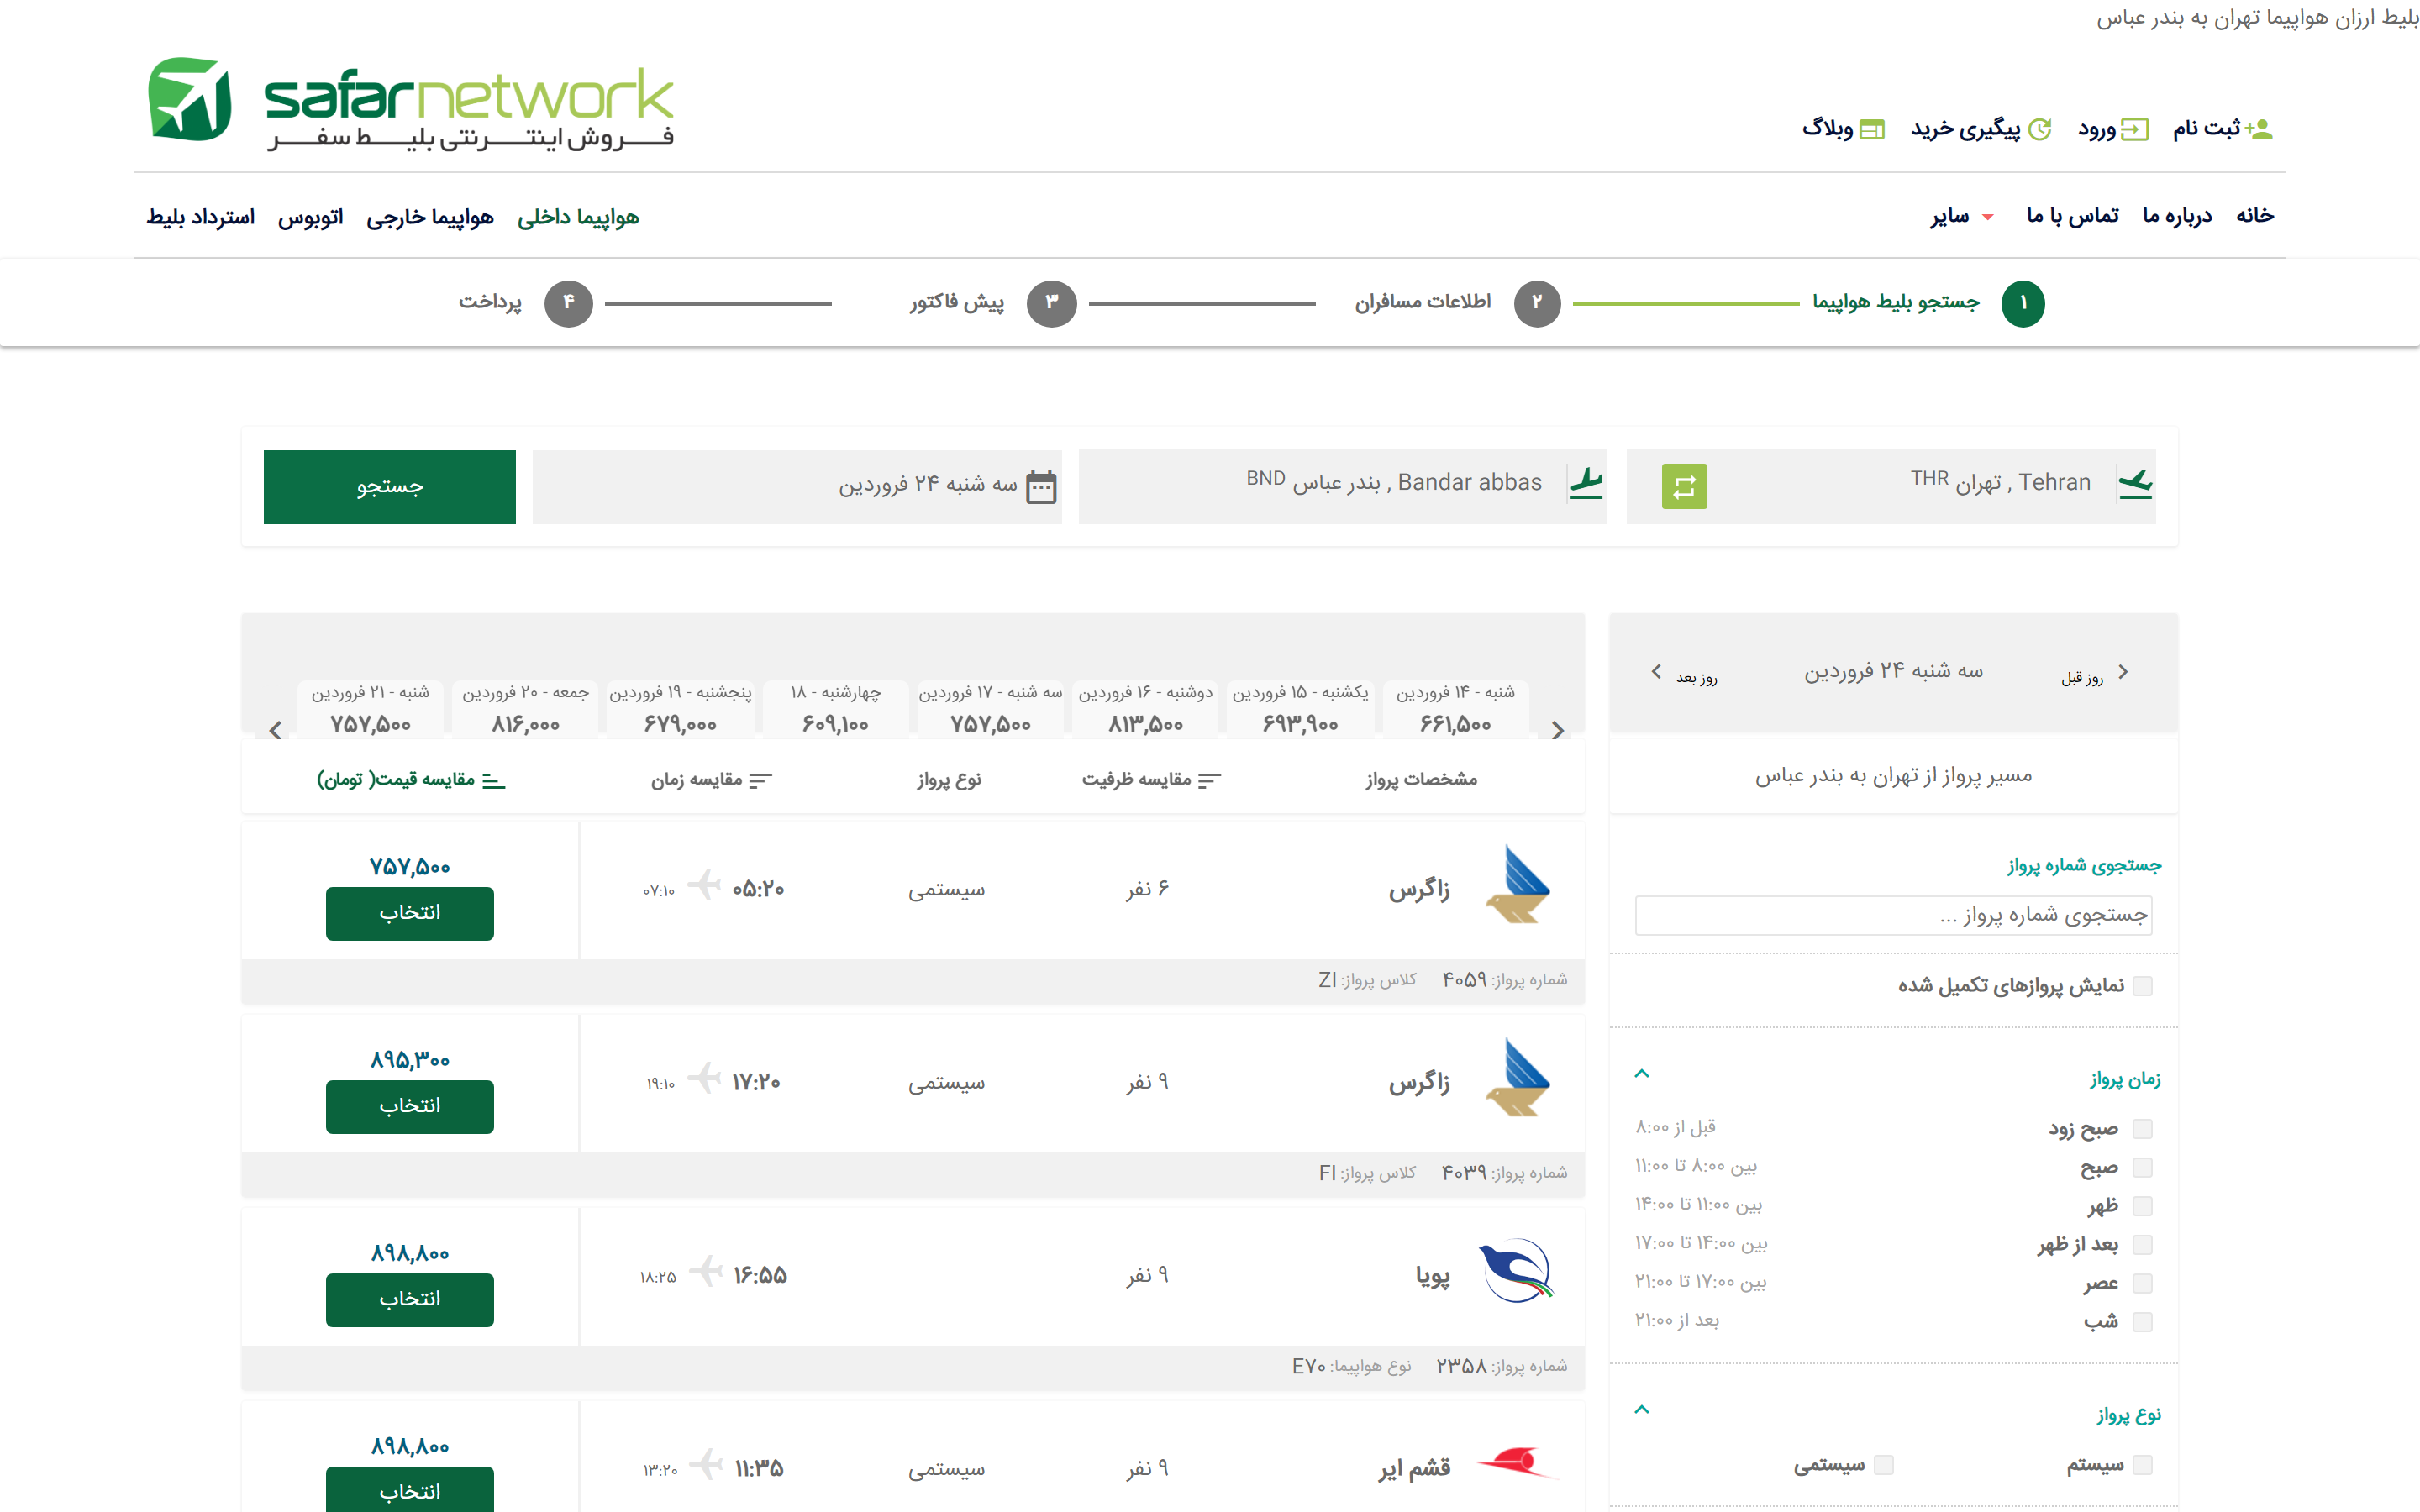 بلیط ارزان هواپیما تهران به بندر عباس
safarnetwork
فروش اینترنتی بلیط سفر
ثبت نام ورود پیگیری خرید وبلاگ
خانه درباره ما تماس با ما سایر
هواپیما داخلی هواپیما خارجی اتوبوس استرداد بلیط
۱ جستجو بلیط هواپیما ۲ اطلاعات مسافران ۳ پیش فاکتور ۴ پرداخت
Tehran , تهران THR
Bandar abbas , بندر عباس BND
سه شنبه ۲۴ فروردین
جستجو
روز قبل سه شنبه ۲۴ فروردین روز بعد
مسیر پرواز از تهران به بندر عباس
جستجوی شماره پرواز
جستجوی شماره پرواز ...
نمایش پروازهای تکمیل شده
زمان پرواز
صبح زود قبل از ۸:۰۰
صبح بین ۸:۰۰ تا ۱۱:۰۰
ظهر بین ۱۱:۰۰ تا ۱۴:۰۰
بعد از ظهر بین ۱۴:۰۰ تا ۱۷:۰۰
عصر بین ۱۷:۰۰ تا ۲۱:۰۰
شب بعد از ۲۱:۰۰
نوع پرواز
سیستم سیستمی
شنبه - ۱۴ فروردین یکشنبه - ۱۵ فروردین دوشنبه - ۱۶ فروردین سه شنبه - ۱۷ فروردین چهارشنبه - ۱۸ پنجشنبه - ۱۹ فروردین جمعه - ۲۰ فروردین شنبه - ۲۱ فروردین
۶۶۱,۵۰۰ ۶۹۳,۹۰۰ ۸۱۳,۵۰۰ ۷۵۷,۵۰۰ ۶۰۹,۱۰۰ ۶۷۹,۰۰۰ ۸۱۶,۰۰۰ ۷۵۷,۵۰۰
مشخصات پرواز مقایسه ظرفیت نوع پرواز مقایسه زمان مقایسه قیمت( تومان)
زاگرس ۶ نفر سیستمی ۰۵:۲۰ ۰۷:۱۰ ۷۵۷,۵۰۰
انتخاب
شماره پرواز: ۴۰۵۹ کلاس پرواز: ZI
زاگرس ۹ نفر سیستمی ۱۷:۲۰ ۱۹:۱۰ ۸۹۵,۳۰۰
انتخاب
شماره پرواز: ۴۰۳۹ کلاس پرواز: FI
پویا ۹ نفر ۱۶:۵۵ ۱۸:۲۵ ۸۹۸,۸۰۰
انتخاب
شماره پرواز: ۲۳۵۸ نوع هواپیما: E۷۰
قشم ایر ۹ نفر سیستمی ۱۱:۳۵ ۱۳:۲۰ ۸۹۸,۸۰۰
انتخاب